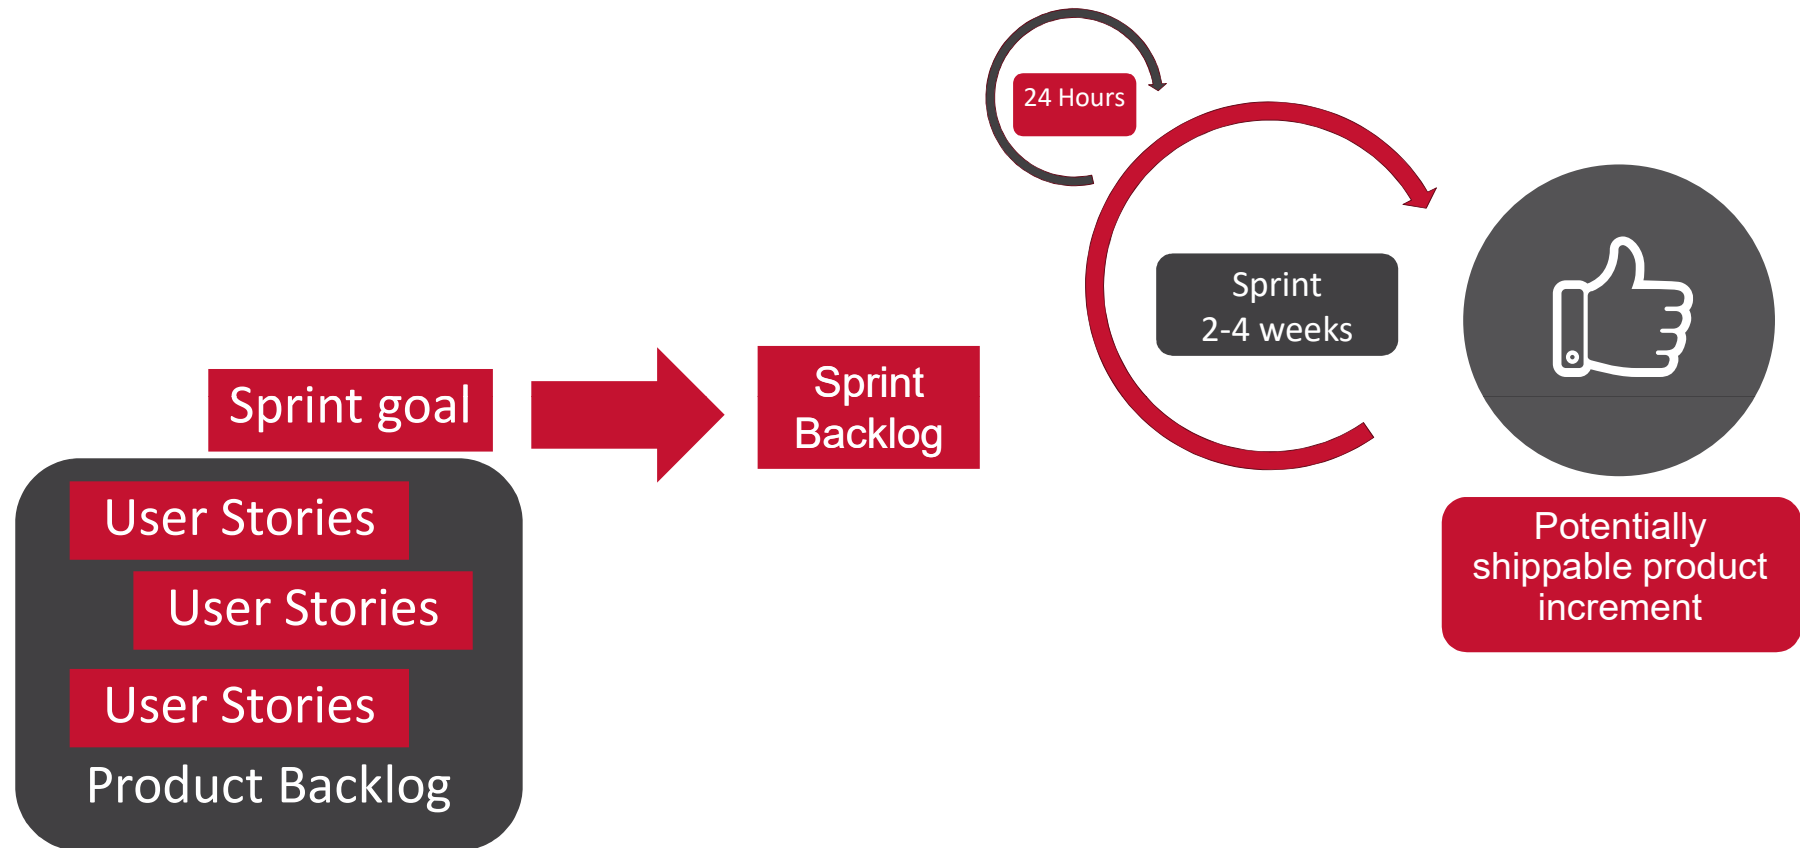 24 Hours
Sprint
2-4 weeks
Sprint goal
Sprint
Backlog
User Stories
User Stories
User Stories
Product Backlog
Potentially
shippable product
increment